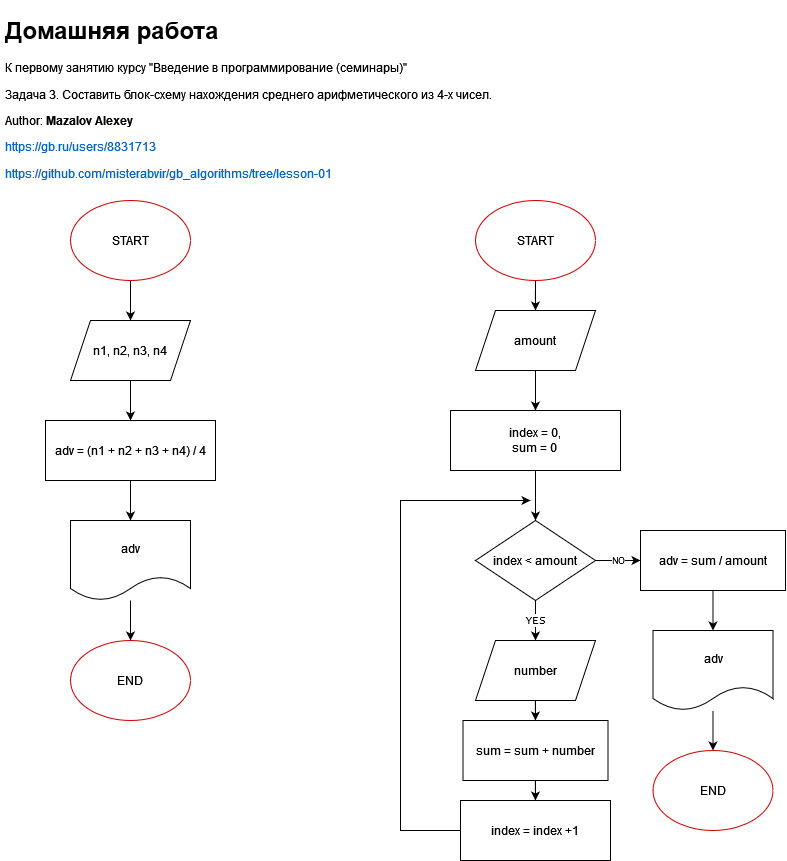 Домашняя работа
К первому занятию курсу "Введение в программирование (семинары)"
Задача 3. Составить блок-схему нахождения среднего арифметического из 4-х чисел.
Author: Mazalov Alexey
https://gb.ru/users/8831713
https://github.com/misterabvir/gb_algorithms/tree/lesson-01
START
n1, n2, n3, n4
adv = (n1 + n2 + n3 + n4) / 4
adv
END
START
amount
index = 0,
sum = 0
index < amount
NO
adv = sum / amount
adv
END
YES
number
sum = sum + number
index = index +1